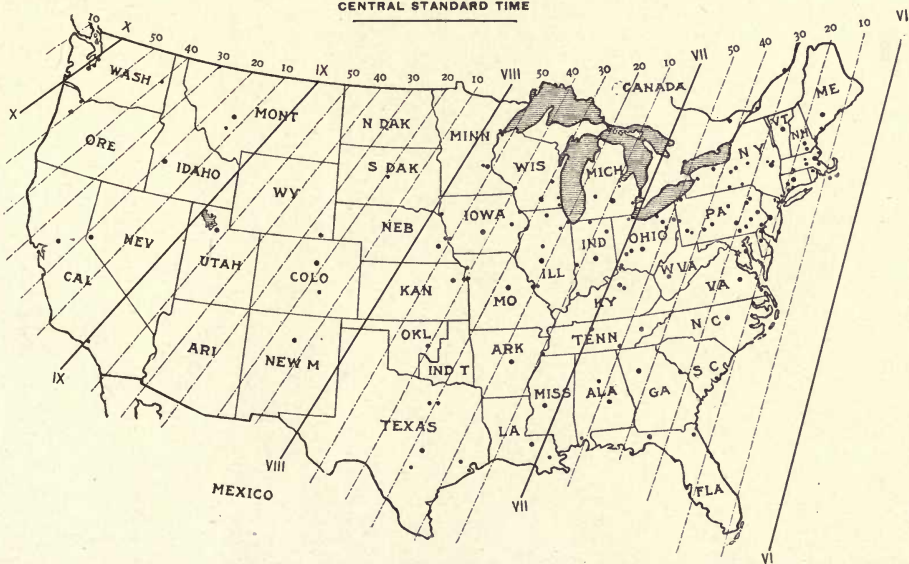 CENTRAL STANDARD TIME
10 X 50 40 30 20 10 IX 50 40 30 20 10 VIII 50 40 30 20 10 VII 50 40 30 20 10
X
WASH
MONT
N DAK
MINN
CANADA
ME
VT
NH
ORE
IDAHO
WY
S DAK
WIS
MICH
N Y
NEV
UTAH
NEB
IOWA
PA
CAL
COLO
KAN
MO
ILL
IND
OHIO
W VA
VA
KY
ARI
NEW M
OKL
IND T
ARK
TENN
N C
S C
IX
TEXAS
LA
MISS
ALA
GA
VIII
MEXICO
VII
FLA
VI